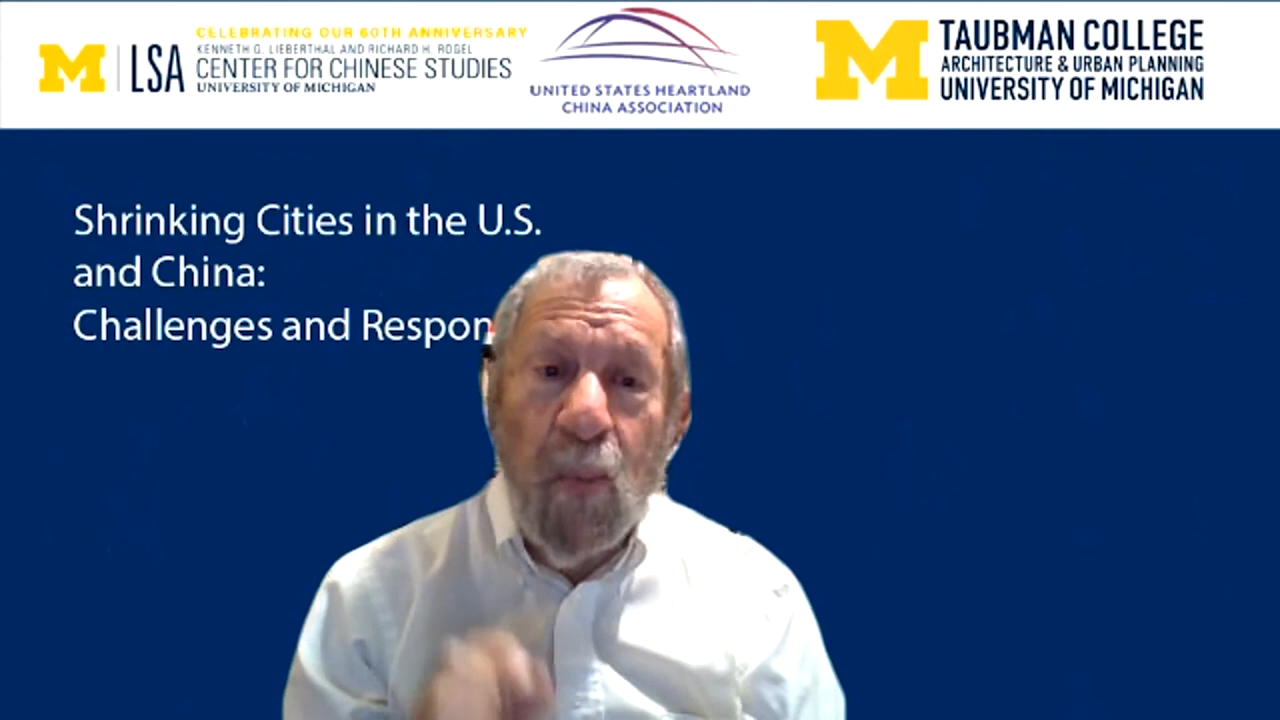 M LSA
CELEBRATING OUR 60TH ANNIVERSARY
KENNETH G. LIEBERTHAL AND RICHARD H. ROGEL
CENTER FOR CHINESE STUDIES
UNIVERSITY OF MICHIGAN
UNITED STATES HEARTLAND
CHINA ASSOCIATION
M
TAUBMAN COLLEGE
ARCHITECTURE & URBAN PLANNING
UNIVERSITY OF MICHIGAN
Shrinking Cities in the U.S.
and China:
Challenges and Respon